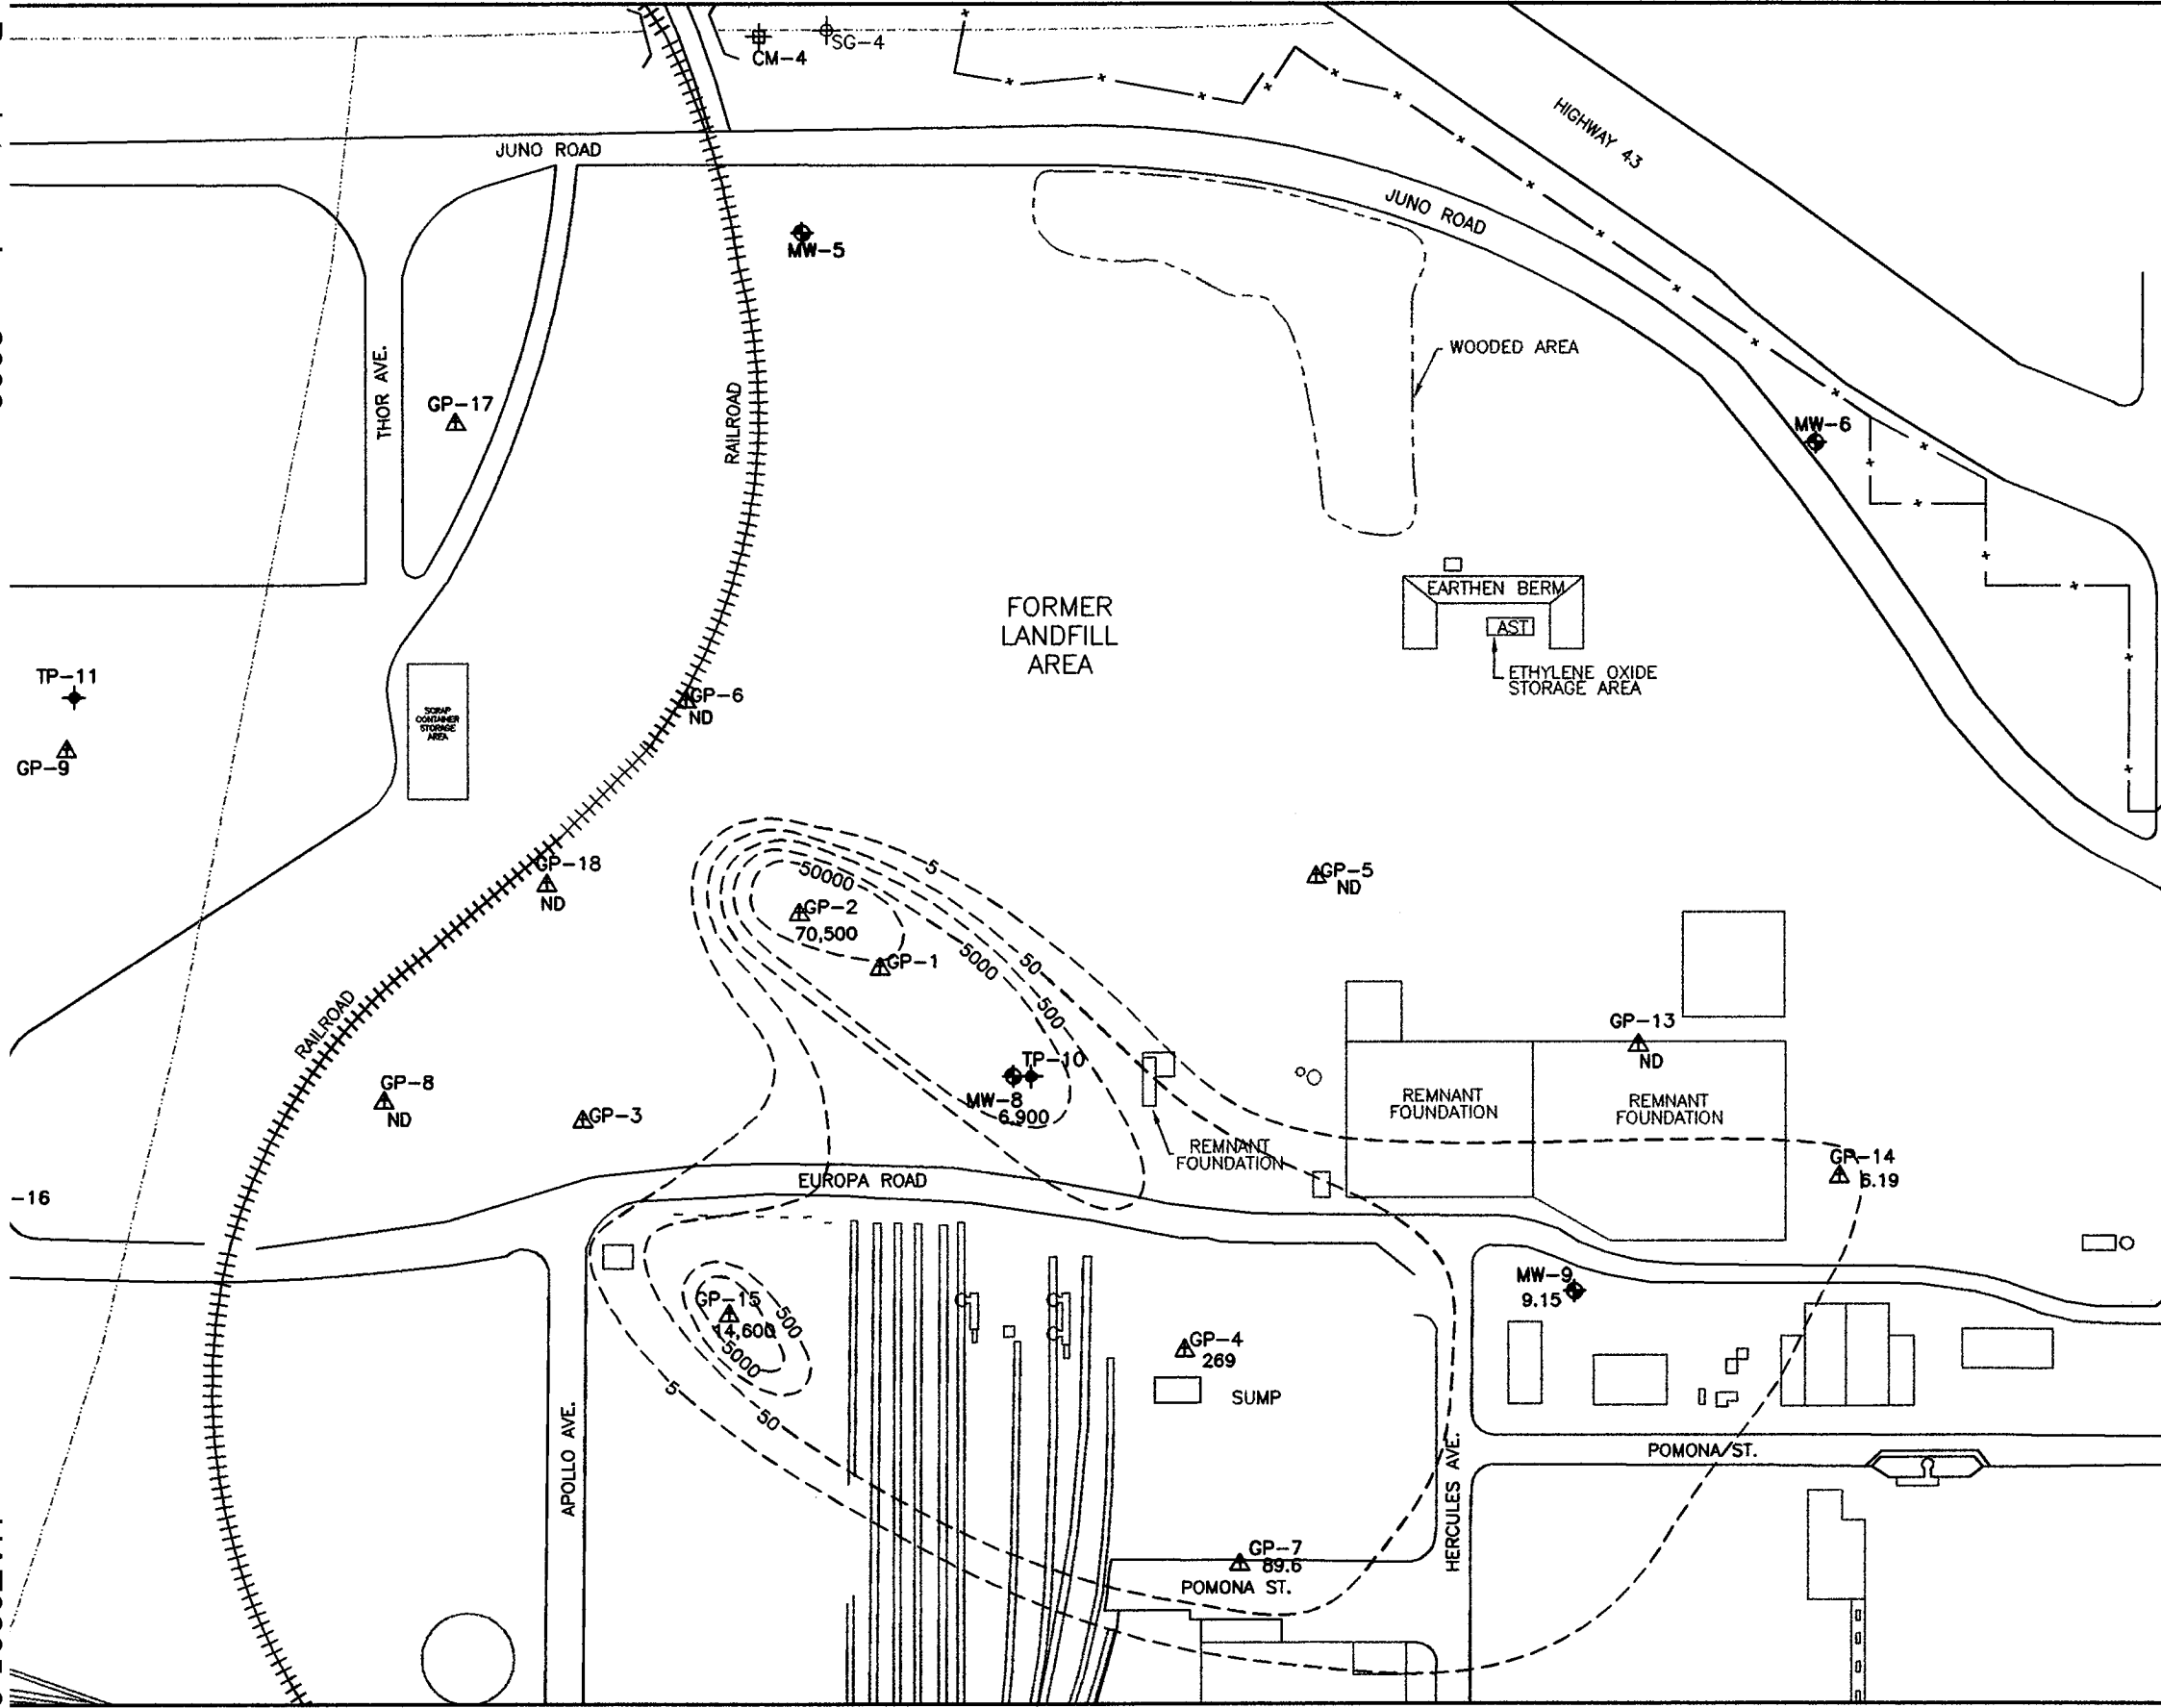 SG-4
CM-4
HIGHWAY 43
JUNO ROAD
JUNO ROAD
MW-5
WOODED AREA
THOR AVE.
RAILROAD
GP-17
MW-6
EARTHEN BERM
FORMER
LANDFILL
AREA
AST
ETHYLENE OXIDE
STORAGE AREA
TP-11
GP-6
ND
SCRAP
CONTAINER
STORAGE
AREA
GP-9
GP-18
ND
5
50000
GP-5
ND
GP-2
70,500
GP-1
5000
50
500
RAILROAD
GP-13
ND
TP-10
MW-8
6,900
GP-8
ND
GP-3
REMNANT
FOUNDATION
REMNANT
FOUNDATION
REMNANT
FOUNDATION
GP-14
6.19
EUROPA ROAD
-16
MW-9
9.15
GP-15
14,600
500
5000
GP-4
269
SUMP
5
50
APOLLO AVE.
HERCULES AVE.
POMONA ST.
GP-7
89.6
POMONA ST.